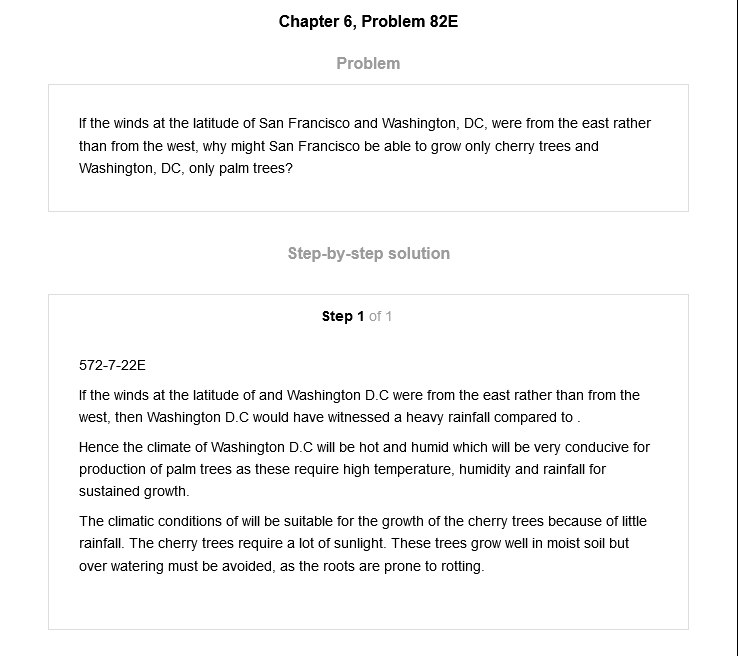 Chapter 6, Problem 82E
Problem
If the winds at the latitude of San Francisco and Washington, DC, were from the east rather
than from the west, why might San Francisco be able to grow only cherry trees and
Washington, DC, only palm trees?
Step-by-step solution
Step 1 of 1
572-7-22E
If the winds at the latitude of and Washington D.C were from the east rather than from the
west, then Washington D.C would have witnessed a heavy rainfall compared to .
Hence the climate of Washington D.C will be hot and humid which will be very conducive for
production of palm trees as these require high temperature, humidity and rainfall for
sustained growth.
The climatic conditions of will be suitable for the growth of the cherry trees because of little
rainfall. The cherry trees require a lot of sunlight. These trees grow well in moist soil but
over watering must be avoided, as the roots are prone to rotting.